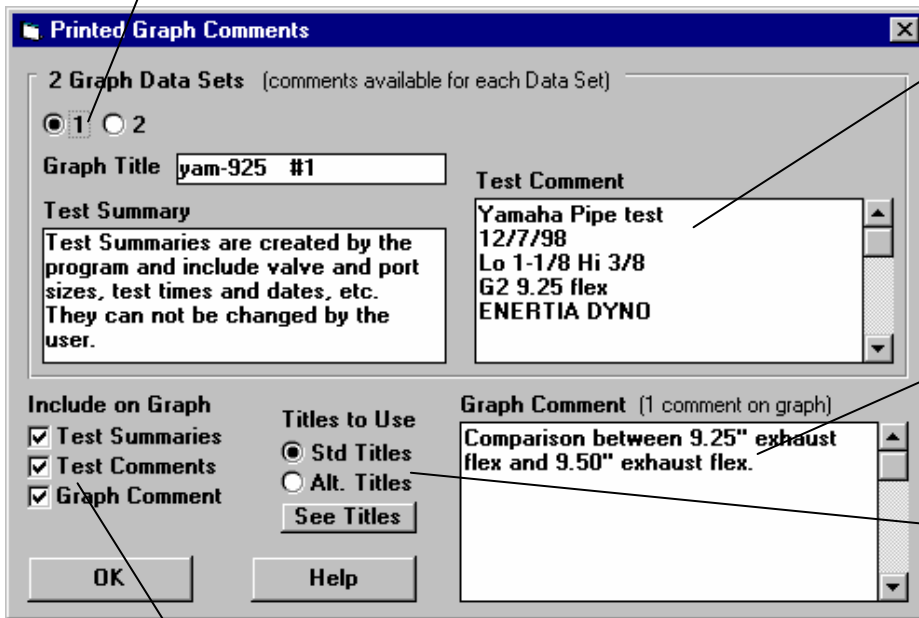 Printed Graph Comments
2 Graph Data Sets (comments available for each Data Set)
1 2
Graph Title yam-925 #1
Test Summary
Test Summaries are created by the
program and include valve and port
sizes, test times and dates, etc.
They can not be changed by the
user.
Test Comment
Yamaha Pipe test
12/7/98
Lo 1-1/8 Hi 3/8
G2 9.25 flex
ENERTIA DYNO
Include on Graph
Test Summaries
Test Comments
Graph Comment
Titles to Use
Std Titles
Alt. Titles
See Titles
Graph Comment (1 comment on graph)
Comparison between 9.25" exhaust
flex and 9.50" exhaust flex.
OK
Help